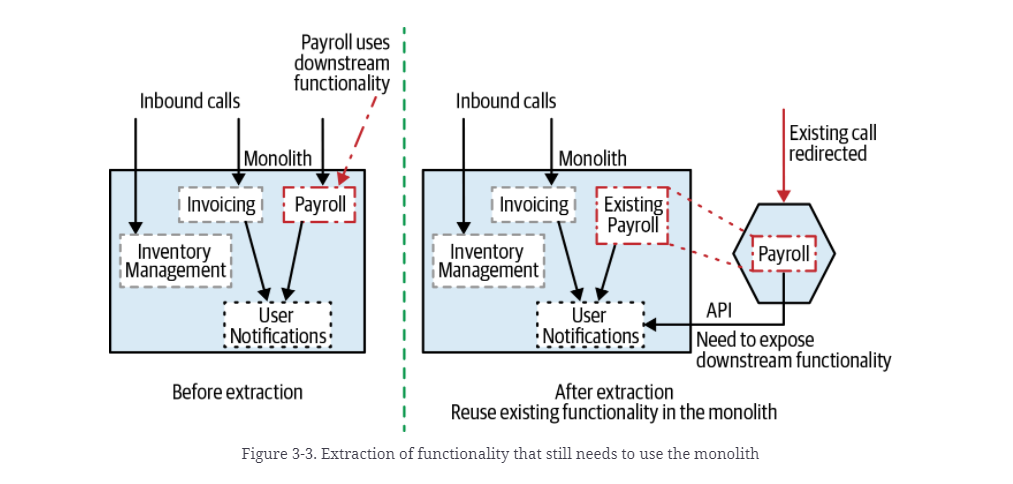 Payroll uses
downstream
functionality
Inbound calls
Monolith
Invoicing
Payroll
Inventory
Management
User
Notifications
Before extraction
Inbound calls
Monolith
Existing call
redirected
Invoicing
Existing
Payroll
Inventory
Management
Payroll
User
Notifications
API
Need to expose
downstream functionality
After extraction
Reuse existing functionality in the monolith
Figure 3-3. Extraction of functionality that still needs to use the monolith